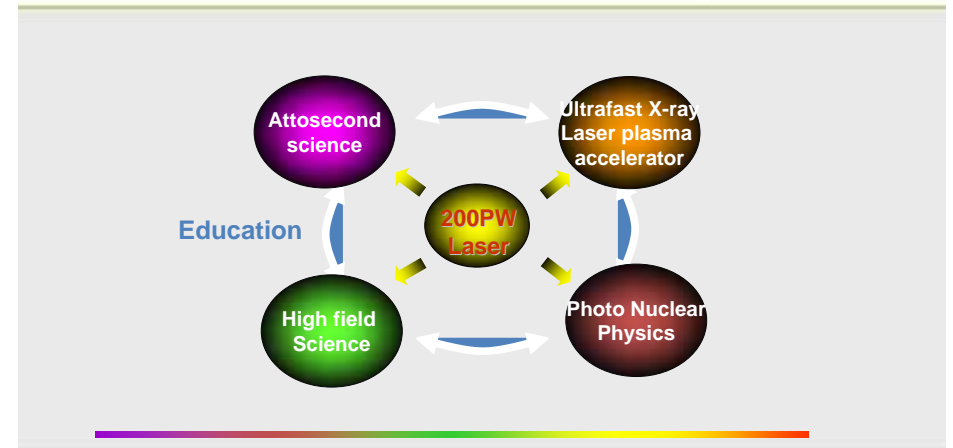 Attosecond
science
Ultrafast X-ray
Laser plasma
accelerator
Education
200PW
Laser
High field
Science
Photo Nuclear
Physics